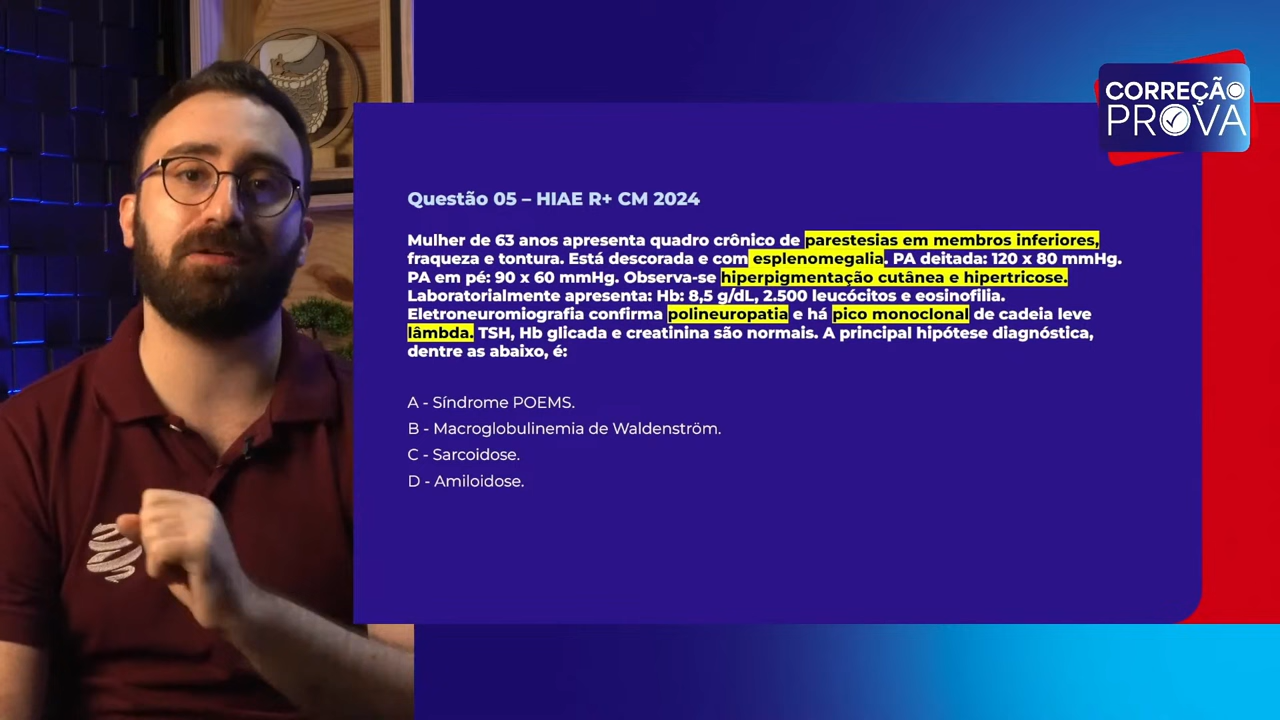 CORREÇÃO
PROVA
Questão 05 – HIAE R+ CM 2024
Mulher de 63 anos apresenta quadro crônico de parestesias em membros inferiores,
fraqueza e tontura. Está descorada e com esplenomegalia. PA deitada: 120 x 80 mmHg.
PA em pé: 90 x 60 mmHg. Observa-se hiperpigmentação cutânea e hipertricose.
Laboratorialmente apresenta: Hb: 8,5 g/dL, 2.500 leucócitos e eosinofilia.
Eletroneuromiografia confirma polineuropatia e há pico monoclonal de cadeia leve
lâmbda. TSH, Hb glicada e creatinina são normais. A principal hipótese diagnóstica,
dentre as abaixo, é:
A - Síndrome POEMS.
B - Macroglobulinemia de Waldenström.
C - Sarcoidose.
D - Amiloidose.